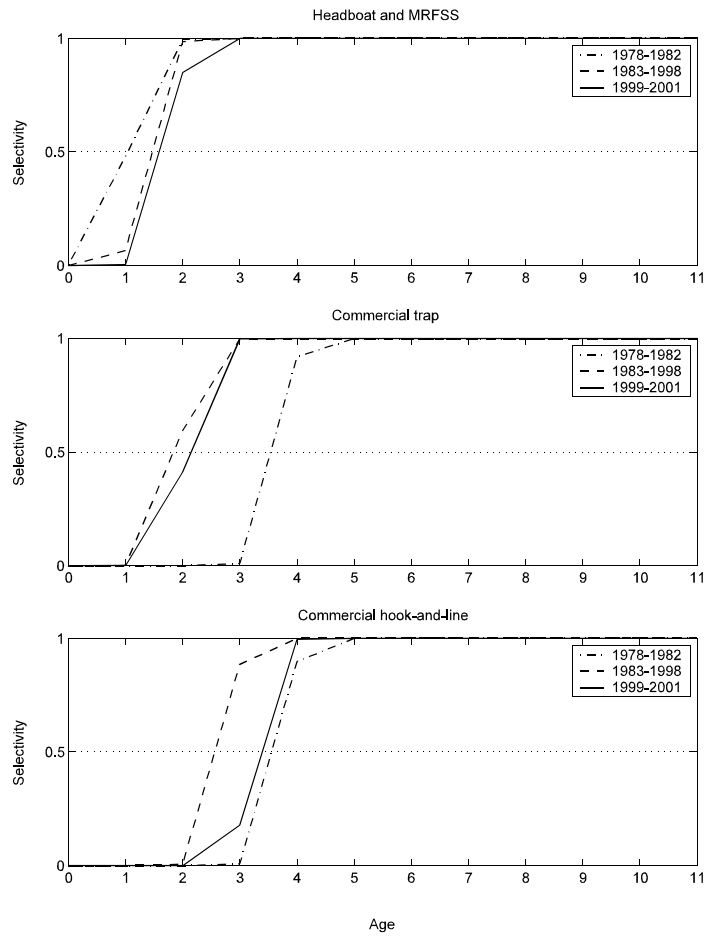 Headboat and MRFSS
1
0.5
0
Selectivity
1978-1982
1983-1998
1999-2001
0 1 2 3 4 5 6 7 8 9 10 11
Commercial trap
1
0.5
0
Selectivity
1978-1982
1983-1998
1999-2001
0 1 2 3 4 5 6 7 8 9 10 11
Commercial hook-and-line
1
0.5
0
Selectivity
1978-1982
1983-1998
1999-2001
0 1 2 3 4 5 6 7 8 9 10 11
Age